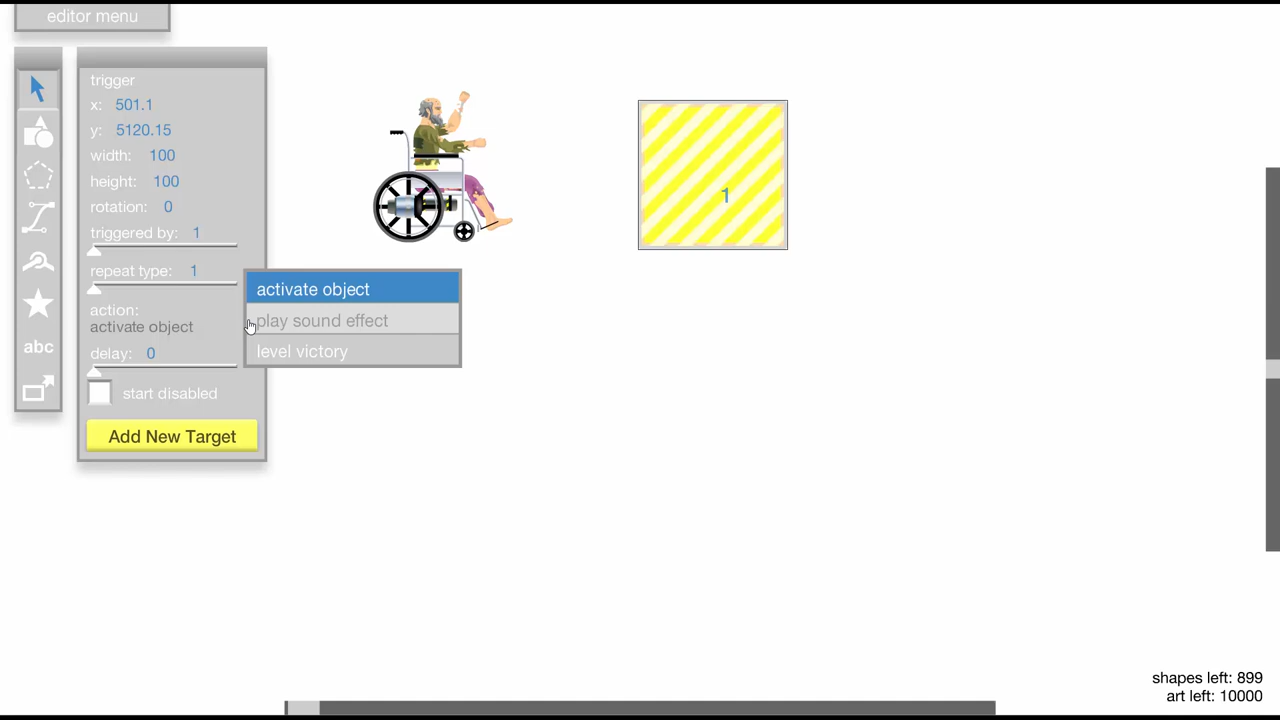 editor menu
trigger
x: 501.1
y: 5120.15
width: 100
height: 100
rotation: 0
triggered by: 1
repeat type: 1
action:
activate object
delay: 0
start disabled
Add New Target
abc
activate object
play sound effect
level victory
1
shapes left: 899
art left: 10000